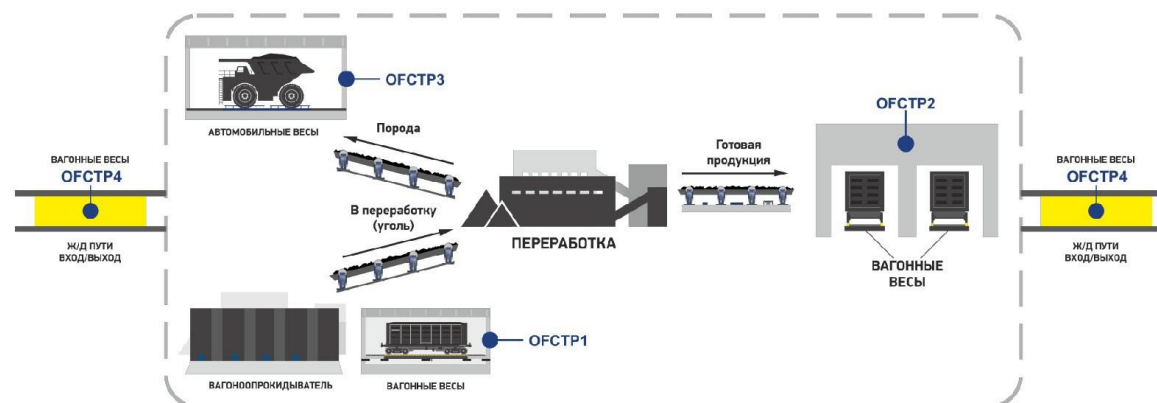 OFCTP3
АВТОМОБИЛЬНЫЕ ВЕСЫ
ВАГОННЫЕ ВЕСЫ
OFCTP4
Ж/Д ПУТИ
ВХОД/ВЫХОД
Порода
В переработку
(уголь)
ПЕРЕРАБОТКА
Готовая
продукция
OFCTP2
ВАГОННЫЕ
ВЕСЫ
ВАГОННЫЕ ВЕСЫ
OFCTP4
Ж/Д ПУТИ
ВХОД/ВЫХОД
OFCTP1
ВАГОНООПРОКИДЫВАТЕЛЬ
ВАГОННЫЕ ВЕСЫ